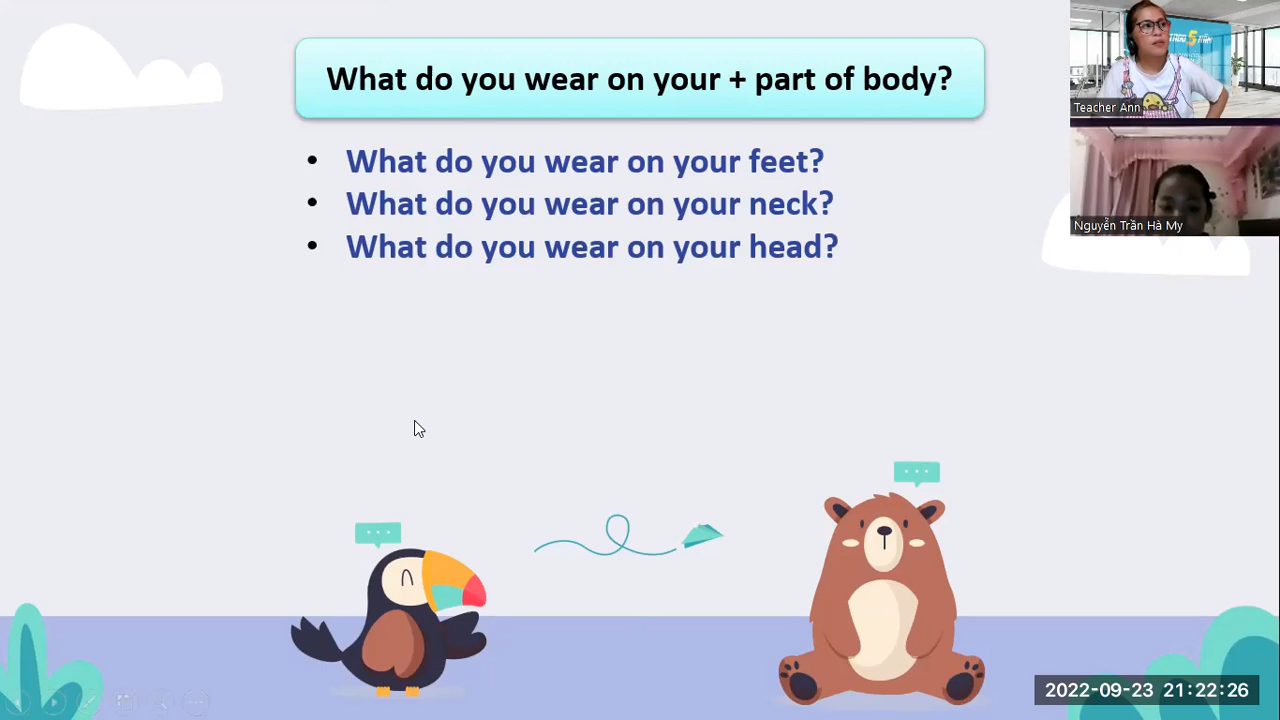 What do you wear on your + part of body?
• What do you wear on your feet?
• What do you wear on your neck?
• What do you wear on your head?
Teacher Ann
Nguyễn Trần Hà My
2022-09-23 21:22:26